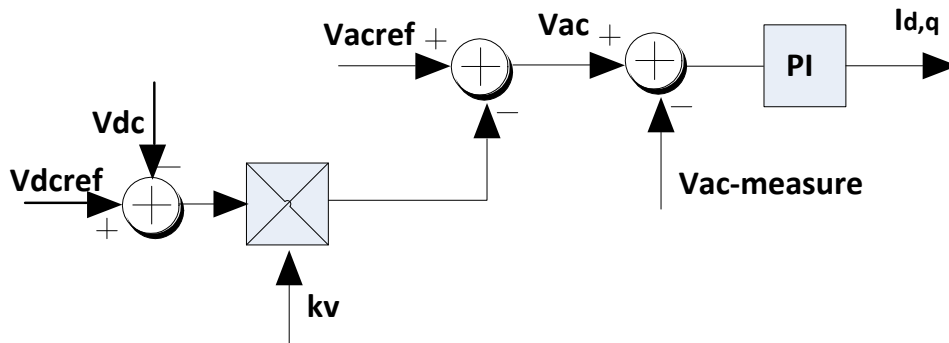 Vacref
Vac
Id,q
PI
Vdc
Vdcref
Vac-measure
kv